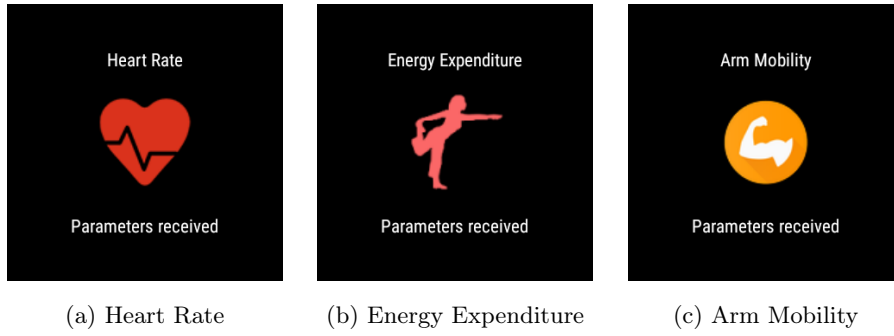 Heart Rate
Parameters received
Energy Expenditure
Parameters received
Arm Mobility
Parameters received
(a) Heart Rate
(b) Energy Expenditure
(c) Arm Mobility